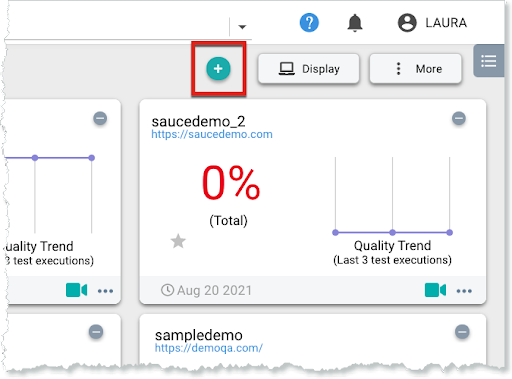 LAURA
Display
More
saucedemo_2
https://saucedemo.com
0%
(Total)
uality Trend
3 test executions)
Quality Trend
(Last 3 test executions)
Aug 20 2021
sampledemo
https://demoqa.com/